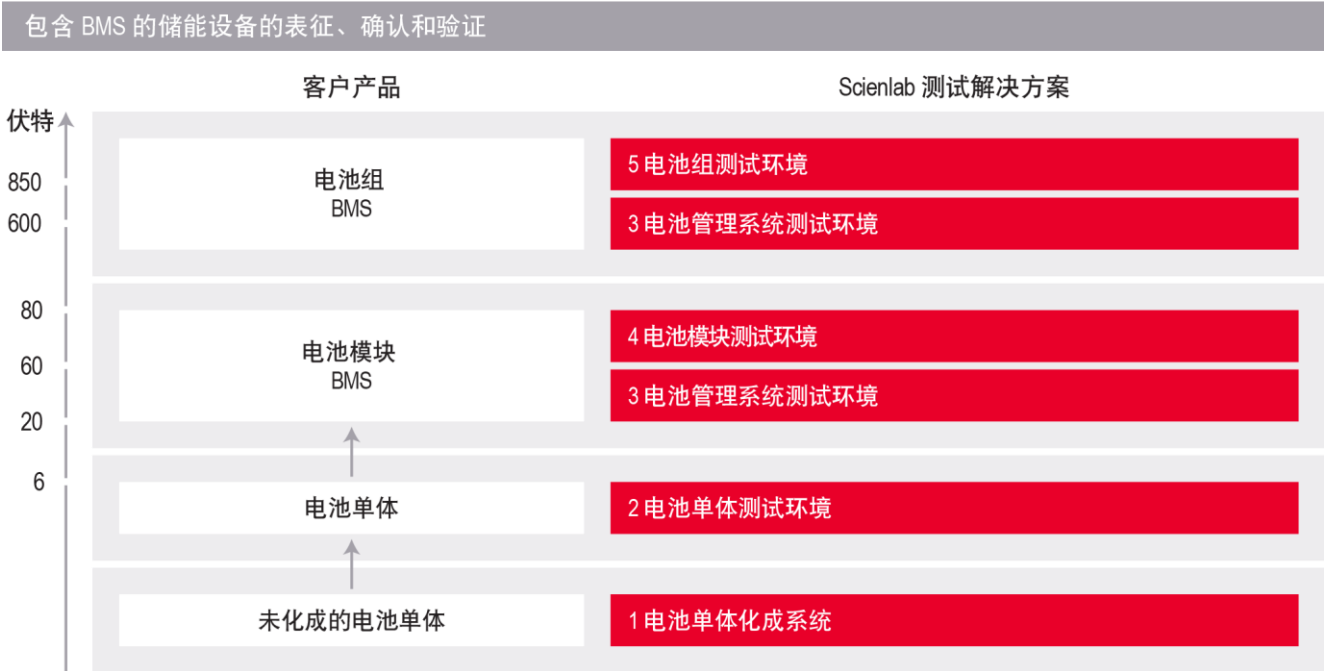 包含 BMS 的储能设备的表征、确认和验证
客户产品
Scienlab 测试解决方案
伏特
850
600
电池组
BMS
5 电池组测试环境
3 电池管理系统测试环境
80
60
20
电池模块
BMS
4 电池模块测试环境
3 电池管理系统测试环境
6
电池单体
2 电池单体测试环境
未化成的电池单体
1 电池单体化成系统